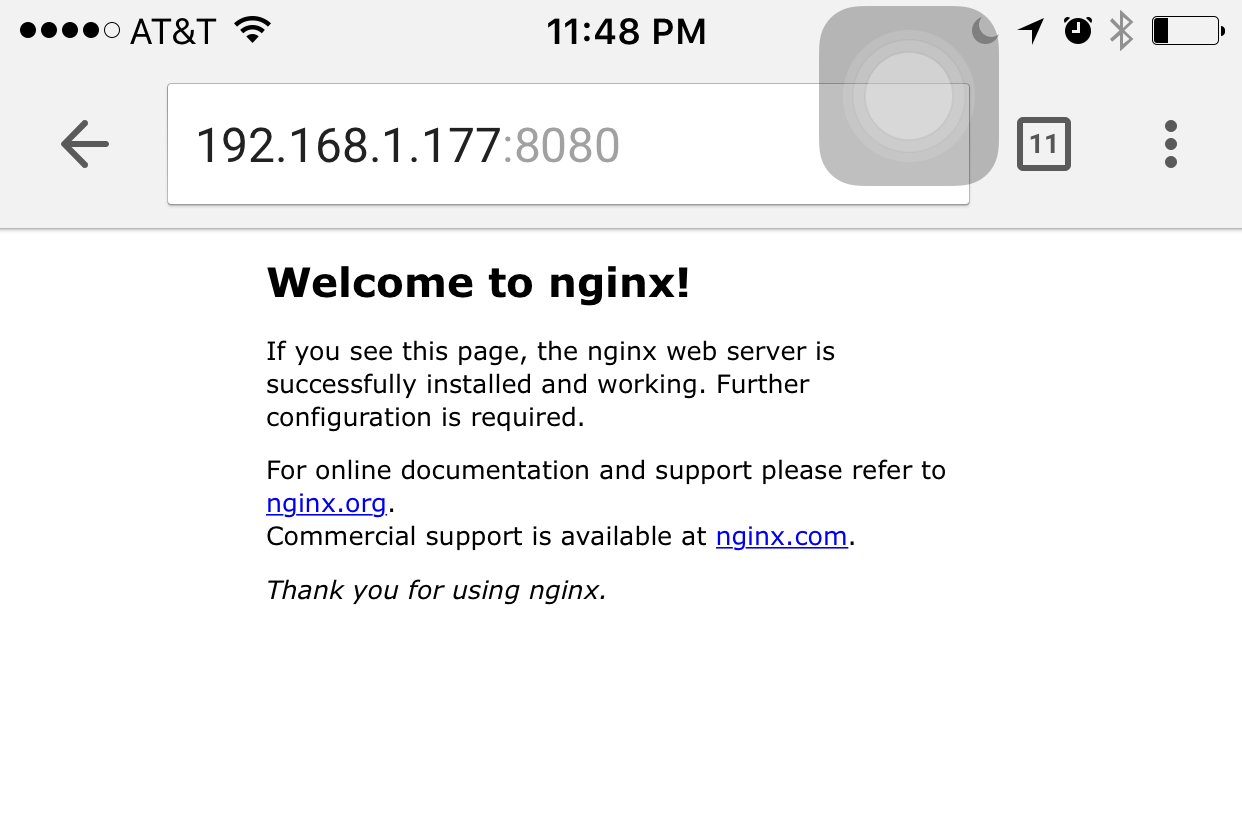 AT&T 11:48 PM
192.168.1.177:8080 11
Welcome to nginx!
If you see this page, the nginx web server is
successfully installed and working. Further
configuration is required.
For online documentation and support please refer to
nginx.org.
Commercial support is available at nginx.com.
Thank you for using nginx.